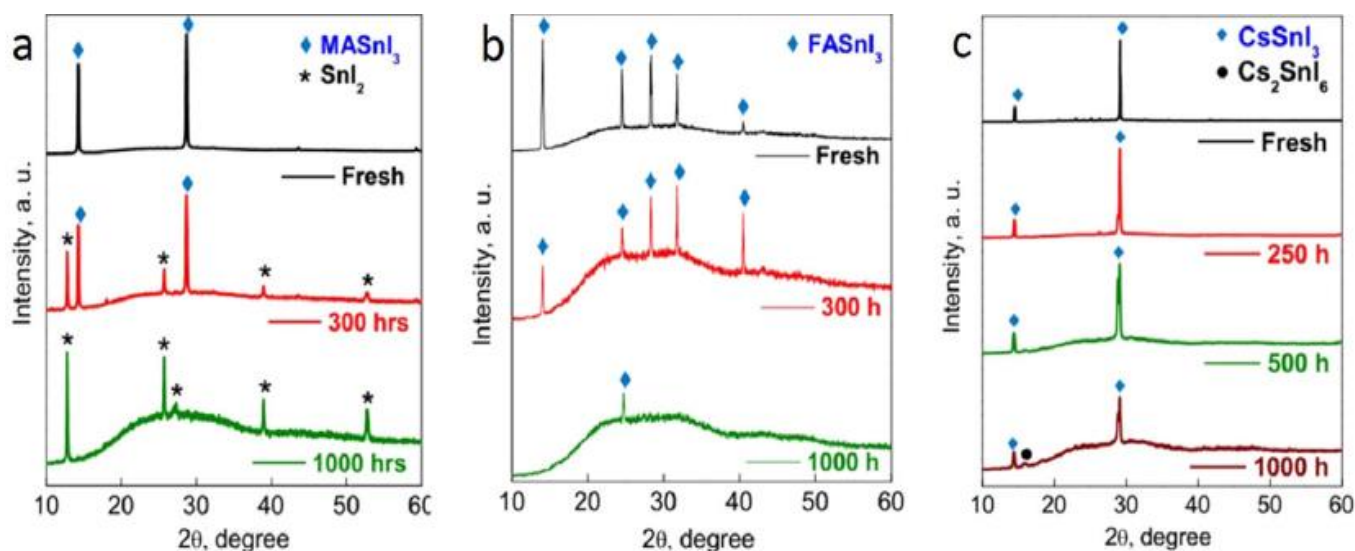 a
MASnI3
* SnI2
Fresh
300 hrs
1000 hrs
Intensity, a. u.
10 20 30 40 50 60
2θ, degree
b
FASnI3
Fresh
300 h
1000 h
Intensity, a. u.
10 20 30 40 50 60
2θ, degree
c
CsSnI3
Cs2SnI6
Fresh
250 h
500 h
1000 h
Intensity, a. u.
10 20 30 40 50 60
2θ, degree